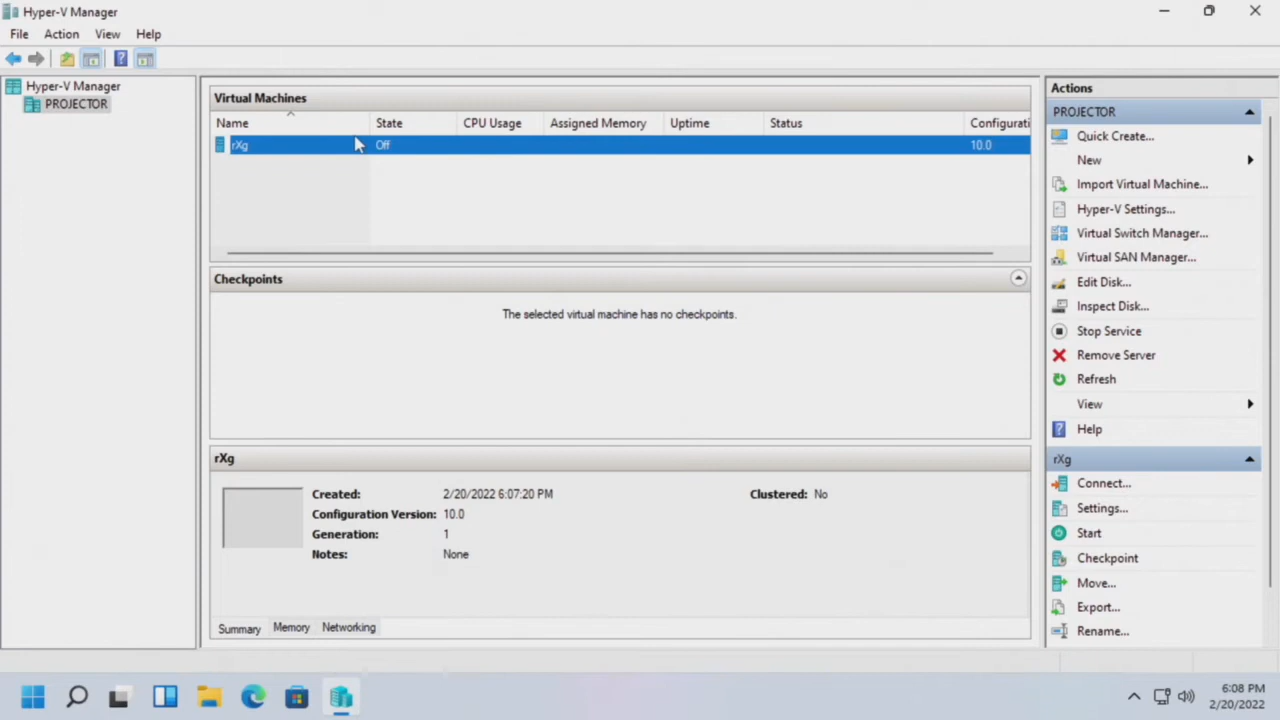 Hyper-V Manager
File Action View Help
Hyper-V Manager
PROJECTOR
Virtual Machines
Name State CPU Usage Assigned Memory Uptime Status Configurati
rXg Off 10.0
Checkpoints
The selected virtual machine has no checkpoints.
rXg
Created: 2/20/2022 6:07:20 PM Clustered: No
Configuration Version: 10.0
Generation: 1
Notes: None
Summary Memory Networking
Actions
PROJECTOR
Quick Create...
New
Import Virtual Machine...
Hyper-V Settings...
Virtual Switch Manager...
Virtual SAN Manager...
Edit Disk...
Inspect Disk...
Stop Service
Remove Server
Refresh
View
Help
rXg
Connect...
Settings...
Start
Checkpoint
Move...
Export...
Rename...
6:08 PM
2/20/2022